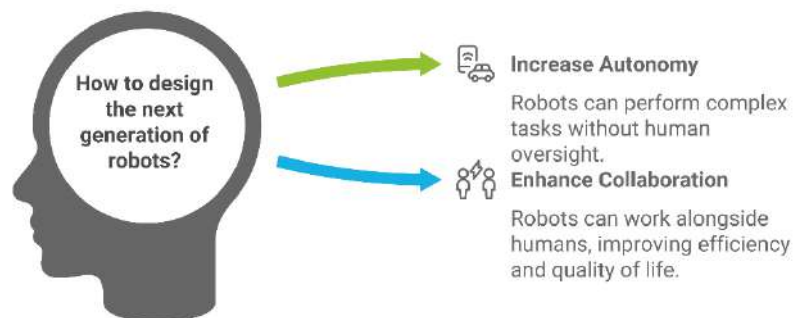 How to design
the next
generation of
robots?
Increase Autonomy
Robots can perform complex
tasks without human
oversight.
Enhance Collaboration
Robots can work alongside
humans, improving efficiency
and quality of life.